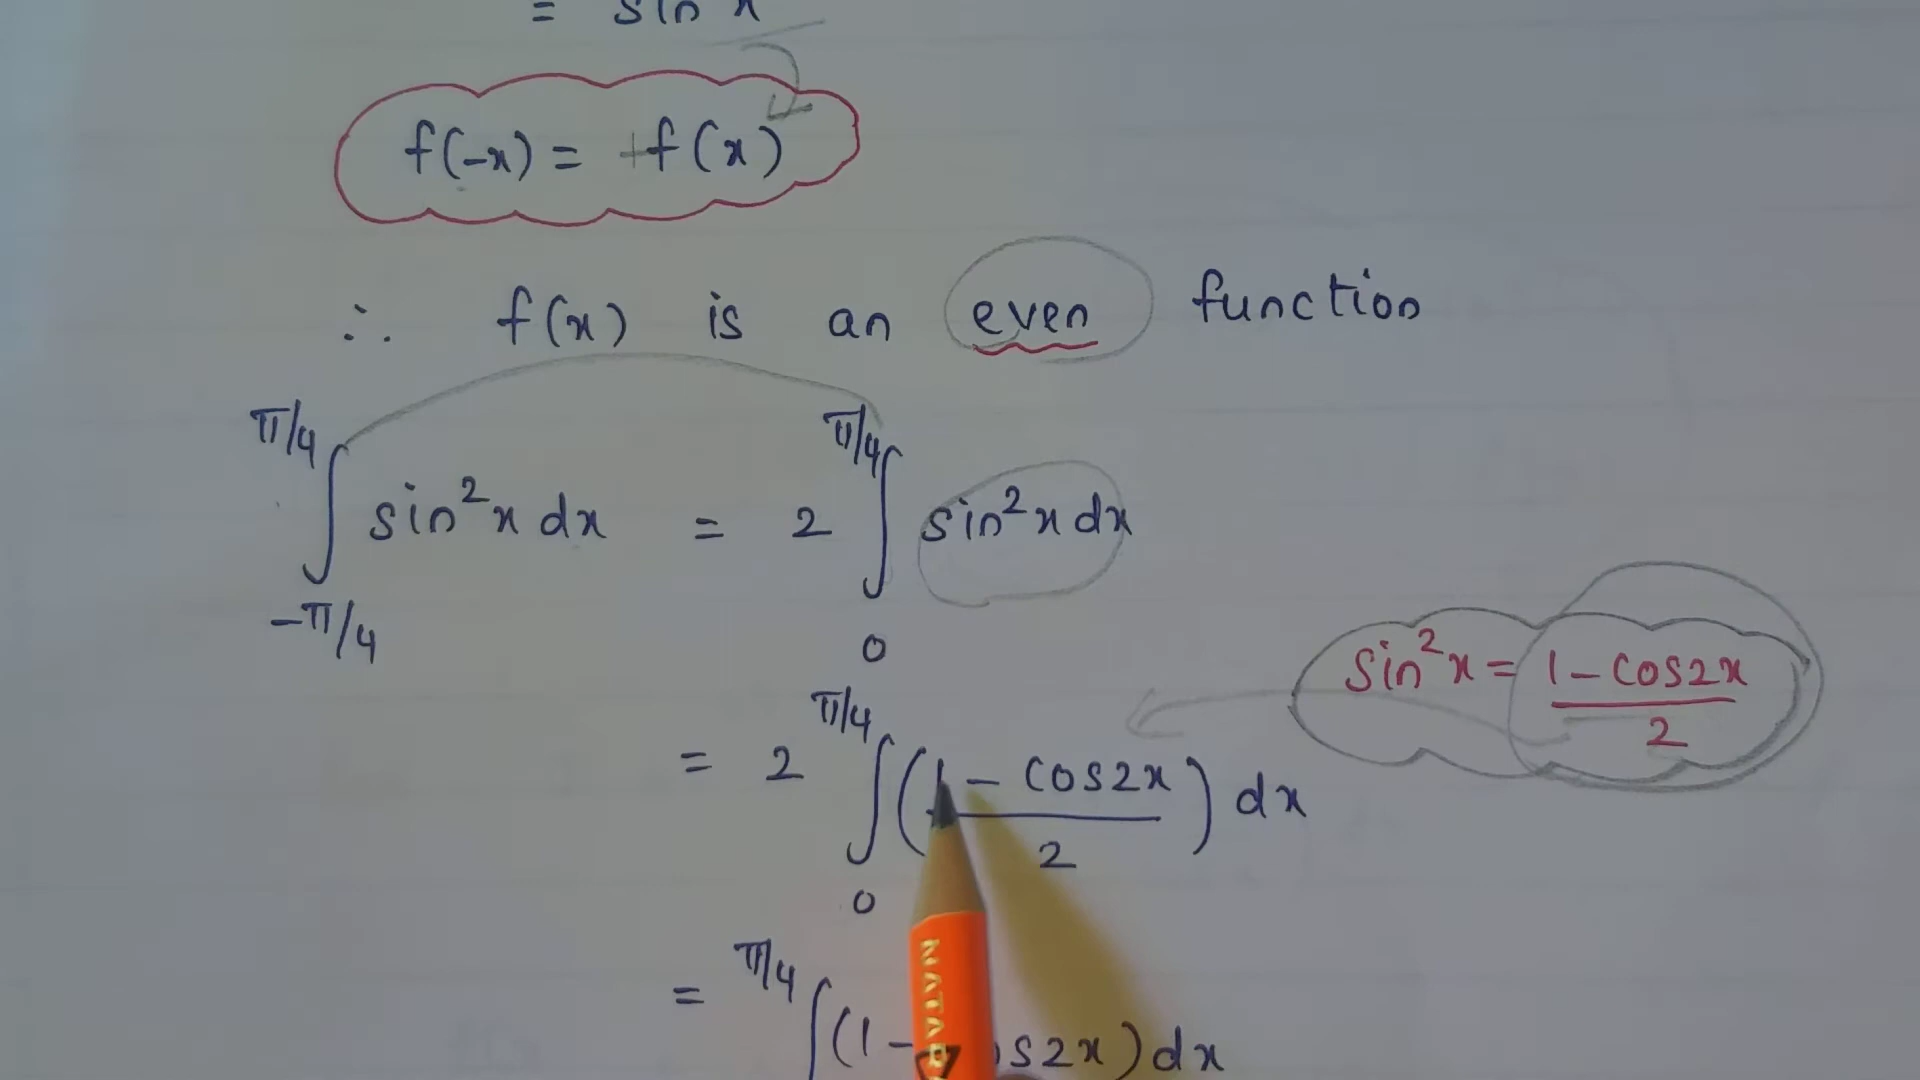 = sin x
f(-x) = +f(x)
∴ f(x) is an even function
π/4 ∫ -π/4 sin²x dx = 2 π/4 ∫ 0 sin²x dx
sin²x = (1 - cos2x)/2
= 2 π/4 ∫ 0 ((1 - cos2x)/2) dx
= π/4 ∫ (1 - os2x) dx
NATAR